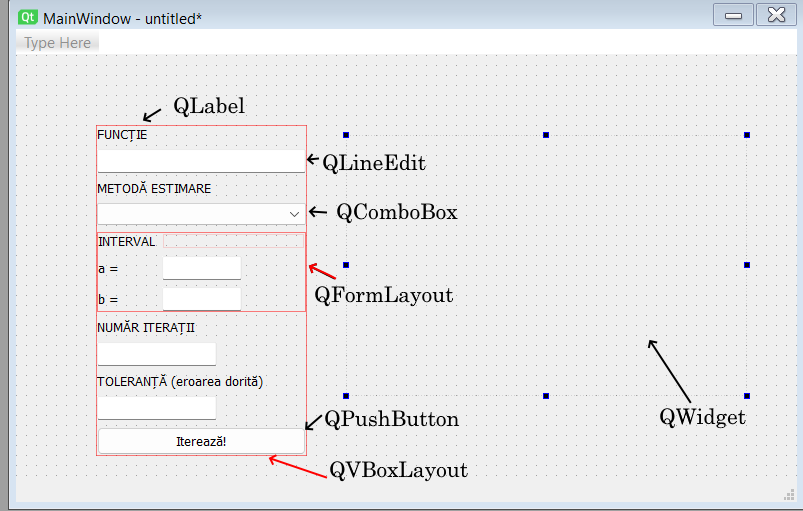 Qt MainWindow - untitled*
Type Here
QLabel
FUNCȚIE
QLineEdit
METODĂ ESTIMARE
QComboBox
INTERVAL
a =
QFormLayout
b =
NUMĂR ITERAȚII
TOLERANȚĂ (eroarea dorită)
QPushButton
QWidget
Iterează!
QVBoxLayout